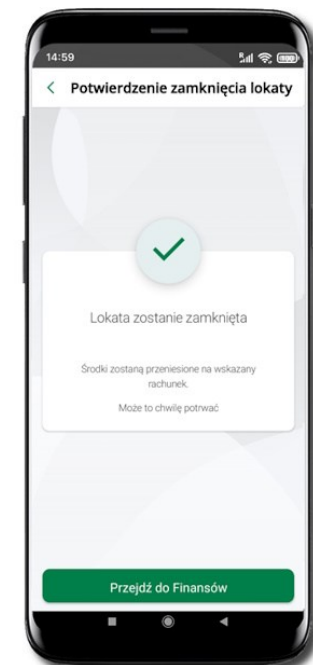 14:59
Potwierdzenie zamknięcia lokaty
Lokata zostanie zamknięta
Środki zostaną przeniesione na wskazany
rachunek.
Może to chwilę potrwać
Przejdź do Finansów